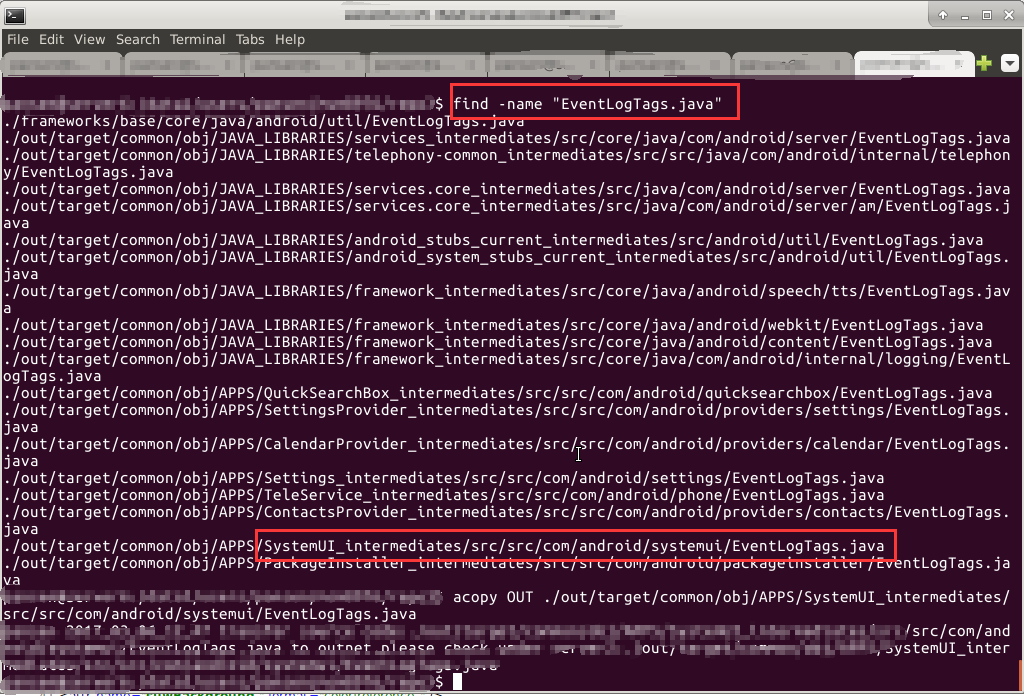 File Edit View Search Terminal Tabs Help
$ find -name "EventLogTags.java"
./frameworks/base/core/java/android/util/EventLogTags.java
./out/target/common/obj/JAVA_LIBRARIES/services_intermediates/src/core/java/com/android/server/EventLogTags.java
./out/target/common/obj/JAVA_LIBRARIES/telephony-common_intermediates/src/src/java/com/android/internal/telephon
y/EventLogTags.java
./out/target/common/obj/JAVA_LIBRARIES/services.core_intermediates/src/java/com/android/server/EventLogTags.java
./out/target/common/obj/JAVA_LIBRARIES/services.core_intermediates/src/java/com/android/server/am/EventLogTags.j
ava
./out/target/common/obj/JAVA_LIBRARIES/android_stubs_current_intermediates/src/android/util/EventLogTags.java
./out/target/common/obj/JAVA_LIBRARIES/android_system_stubs_current_intermediates/src/android/util/EventLogTags.
java
./out/target/common/obj/JAVA_LIBRARIES/framework_intermediates/src/core/java/android/speech/tts/EventLogTags.jav
a
./out/target/common/obj/JAVA_LIBRARIES/framework_intermediates/src/core/java/android/webkit/EventLogTags.java
./out/target/common/obj/JAVA_LIBRARIES/framework_intermediates/src/core/java/android/content/EventLogTags.java
./out/target/common/obj/JAVA_LIBRARIES/framework_intermediates/src/core/java/com/android/internal/logging/EventL
ogTags.java
./out/target/common/obj/APPS/QuickSearchBox_intermediates/src/src/com/android/quicksearchbox/EventLogTags.java
./out/target/common/obj/APPS/SettingsProvider_intermediates/src/src/com/android/providers/settings/EventLogTags.
java
./out/target/common/obj/APPS/CalendarProvider_intermediates/src/src/com/android/providers/calendar/EventLogTags.
java
./out/target/common/obj/APPS/Settings_intermediates/src/src/com/android/settings/EventLogTags.java
./out/target/common/obj/APPS/TeleService_intermediates/src/src/com/android/phone/EventLogTags.java
./out/target/common/obj/APPS/ContactsProvider_intermediates/src/src/com/android/providers/contacts/EventLogTags.
java
./out/target/common/obj/APPS/SystemUI_intermediates/src/src/com/android/systemui/EventLogTags.java
./out/target/common/obj/APPS/PackageInstaller_intermediates/src/src/com/android/packageinstaller/EventLogTags.ja
va
acopy OUT ./out/target/common/obj/APPS/SystemUI_intermediates/
src/src/com/android/systemui/EventLogTags.java
/src/com/and
EventLogTags.java to outnet please check out/ /SystemUI_inter
$